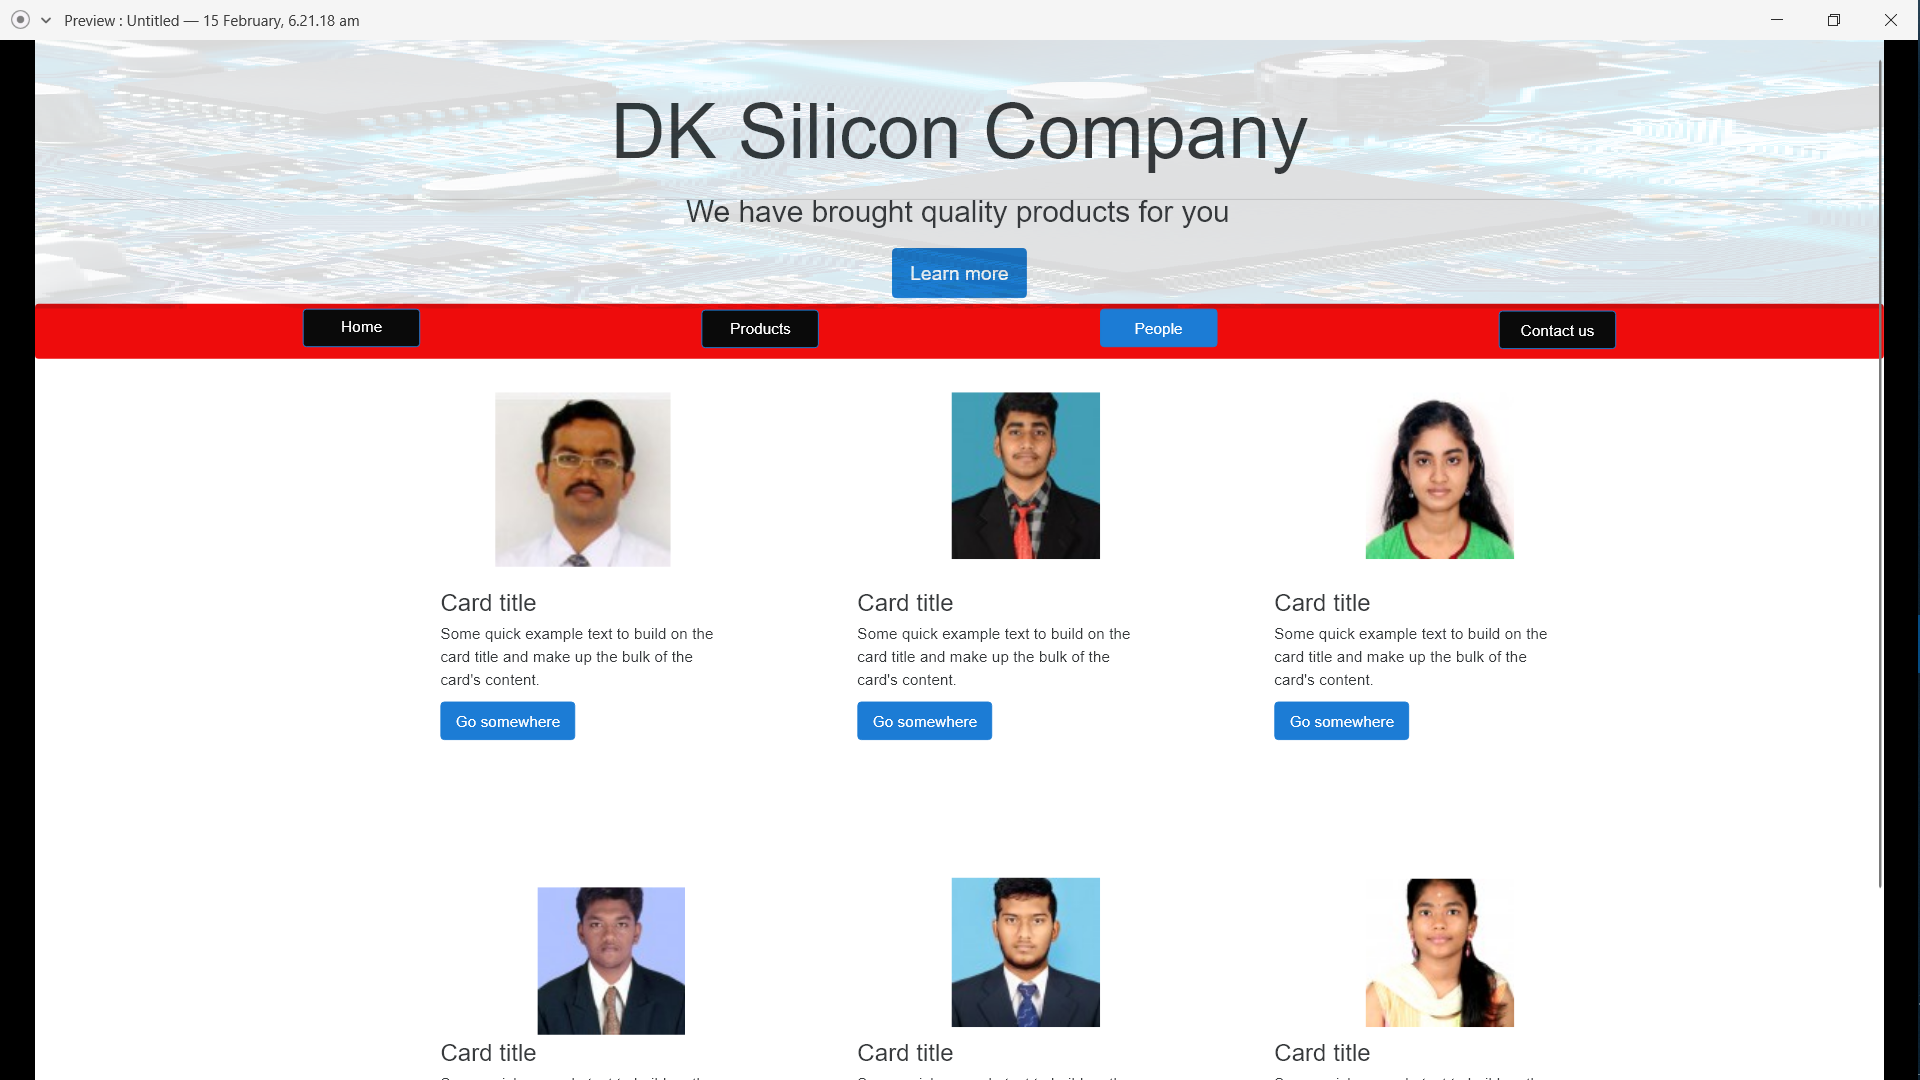 Preview : Untitled — 15 February, 6.21.18 am
DK Silicon Company
We have brought quality products for you
Learn more
Home Products People Contact us
Card title Card title Card title
Some quick example text to build on the Some quick example text to build on the Some quick example text to build on the
card title and make up the bulk of the card title and make up the bulk of the card title and make up the bulk of the
card's content. card's content. card's content.
Go somewhere Go somewhere Go somewhere
Card title Card title Card title